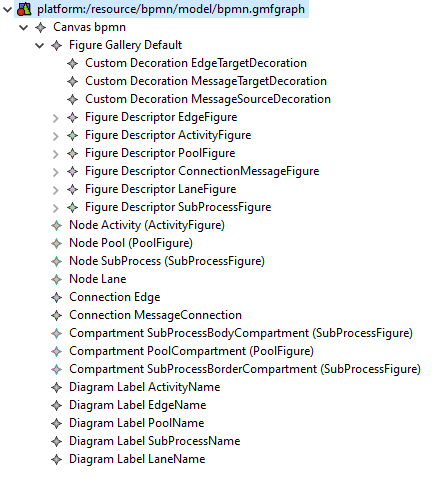 platform:/resource/bpmn/model/bpmn.gmfgraph
Canvas bpmn
Figure Gallery Default
Custom Decoration EdgeTargetDecoration
Custom Decoration MessageTargetDecoration
Custom Decoration MessageSourceDecoration
Figure Descriptor EdgeFigure
Figure Descriptor ActivityFigure
Figure Descriptor PoolFigure
Figure Descriptor ConnectionMessageFigure
Figure Descriptor LaneFigure
Figure Descriptor SubProcessFigure
Node Activity (ActivityFigure)
Node Pool (PoolFigure)
Node SubProcess (SubProcessFigure)
Node Lane
Connection Edge
Connection MessageConnection
Compartment SubProcessBodyCompartment (SubProcessFigure)
Compartment PoolCompartment (PoolFigure)
Compartment SubProcessBorderCompartment (SubProcessFigure)
Diagram Label ActivityName
Diagram Label EdgeName
Diagram Label PoolName
Diagram Label SubProcessName
Diagram Label LaneName